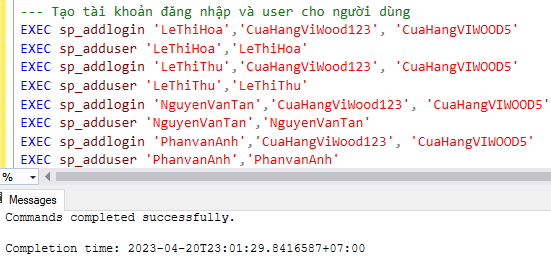 --- Tạo tài khoản đăng nhập và user cho người dùng
EXEC sp_addlogin 'LeThiHoa','CuaHangViWood123', 'CuaHangVIWOOD5'
EXEC sp_adduser 'LeThiHoa','LeThiHoa'
EXEC sp_addlogin 'LeThiThu','CuaHangViWood123', 'CuaHangVIWOOD5'
EXEC sp_adduser 'LeThiThu','LeThiThu'
EXEC sp_addlogin 'NguyenVanTan','CuaHangViWood123', 'CuaHangVIWOOD5'
EXEC sp_adduser 'NguyenVanTan','NguyenVanTan'
EXEC sp_addlogin 'PhanvanAnh','CuaHangViWood123', 'CuaHangVIWOOD5'
EXEC sp_adduser 'PhanvanAnh','PhanvanAnh'
%
Messages
Commands completed successfully.
Completion time: 2023-04-20T23:01:29.8416587+07:00